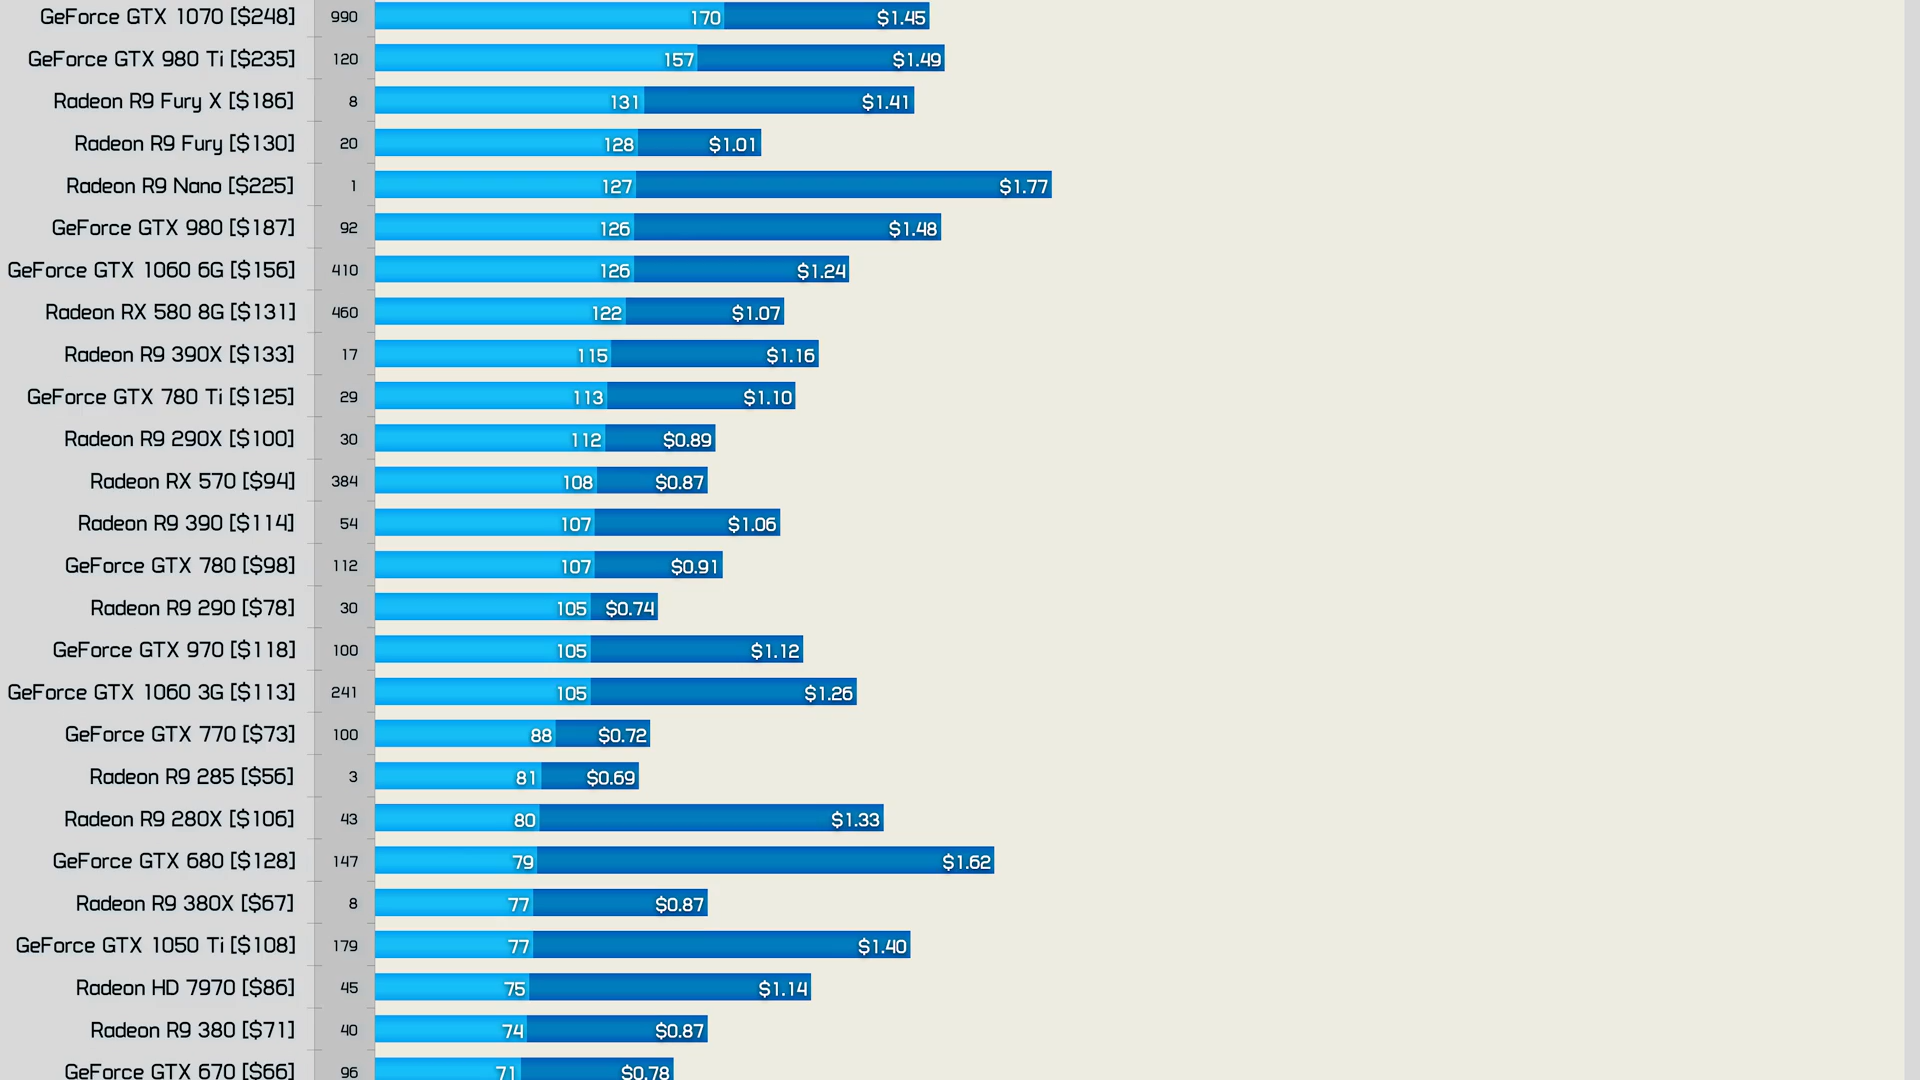 GeForce GTX 1070 [$248] 990 170 $1.45
GeForce GTX 980 Ti [$235] 120 157 $1.49
Radeon R9 Fury X [$186] 8 131 $1.41
Radeon R9 Fury [$130] 20 128 $1.01
Radeon R9 Nano [$225] 1 127 $1.77
GeForce GTX 980 [$187] 92 126 $1.48
GeForce GTX 1060 6G [$156] 410 126 $1.24
Radeon RX 580 8G [$131] 460 122 $1.07
Radeon R9 390X [$133] 17 115 $1.16
GeForce GTX 780 Ti [$125] 29 113 $1.10
Radeon R9 290X [$100] 30 112 $0.89
Radeon RX 570 [$94] 384 108 $0.87
Radeon R9 390 [$114] 54 107 $1.06
GeForce GTX 780 [$98] 112 107 $0.91
Radeon R9 290 [$78] 30 105 $0.74
GeForce GTX 970 [$118] 100 105 $1.12
GeForce GTX 1060 3G [$113] 241 105 $1.26
GeForce GTX 770 [$73] 100 88 $0.72
Radeon R9 285 [$56] 3 81 $0.69
Radeon R9 280X [$106] 43 80 $1.33
GeForce GTX 680 [$128] 147 79 $1.62
Radeon R9 380X [$67] 8 77 $0.87
GeForce GTX 1050 Ti [$108] 179 77 $1.40
Radeon HD 7970 [$86] 45 75 $1.14
Radeon R9 380 [$71] 40 74 $0.87
GeForce GTX 670 [$66] 96 71 $0.78